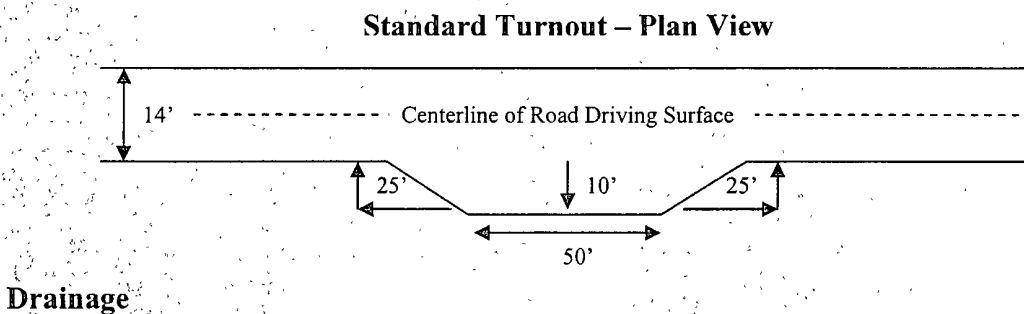 Standard Turnout – Plan View
14’ Centerline of Road Driving Surface
25’ 10’ 25’
50’
Drainage